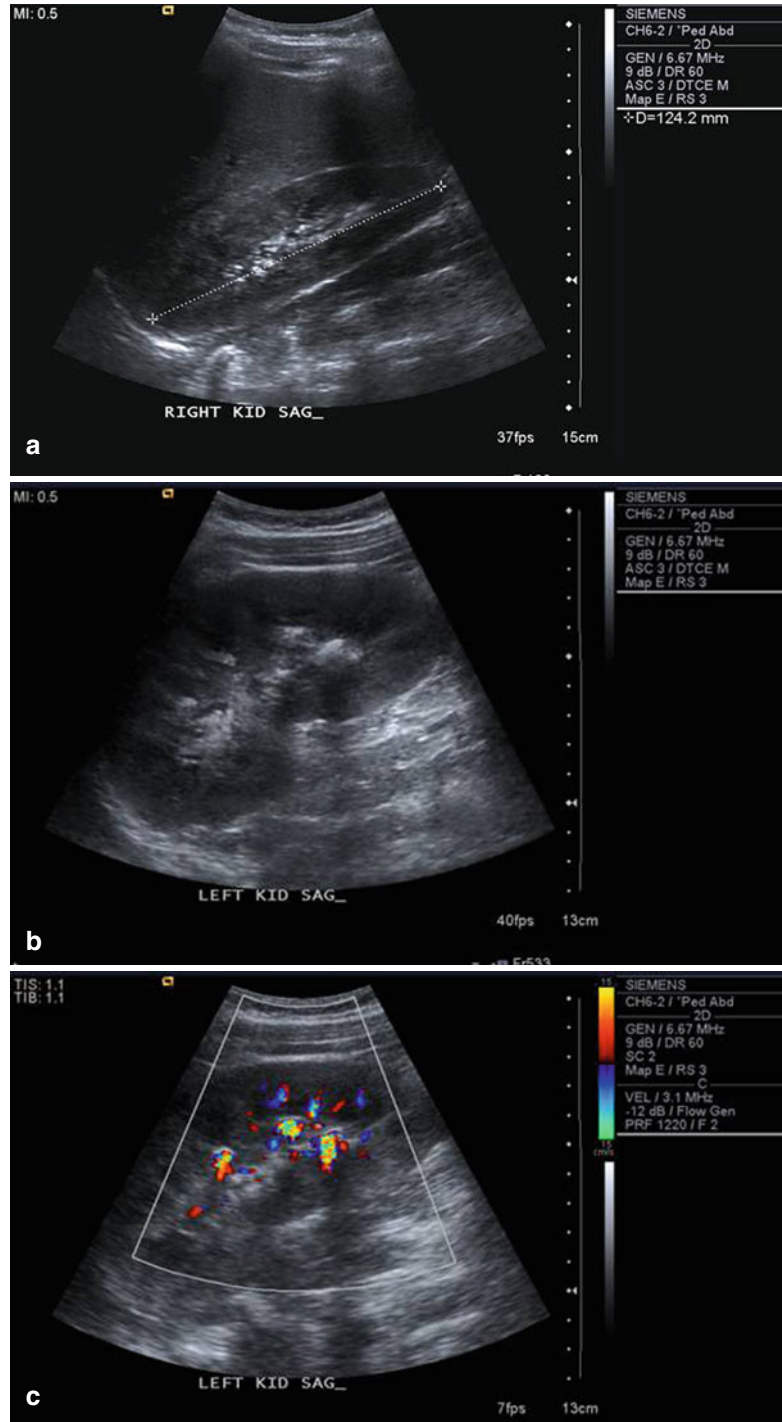 MI: 0.5
SIEMENS
CH6-2 / *Ped Abd
2D
GEN / 6.67 MHz
9 dB / DR 60
ASC 3 / DTCE M
Map E / RS 3
D=124.2 mm
RIGHT KID SAG_
37fps 15cm
a
MI: 0.5
SIEMENS
CH6-2 / *Ped Abd
2D
GEN / 6.67 MHz
9 dB / DR 60
ASC 3 / DTCE M
Map E / RS 3
LEFT KID SAG_
40fps 13cm
b
Fr533
TIS: 1.1
TIB: 1.1
.15
15
cm/s
SIEMENS
CH6-2 / *Ped Abd
2D
GEN / 6.67 MHz
9 dB / DR 60
SC 2
Map E / RS 3
C
VEL / 3.1 MHz
-12 dB / Flow Gen
PRF 1220 / F 2
LEFT KID SAG_
7fps 13cm
c